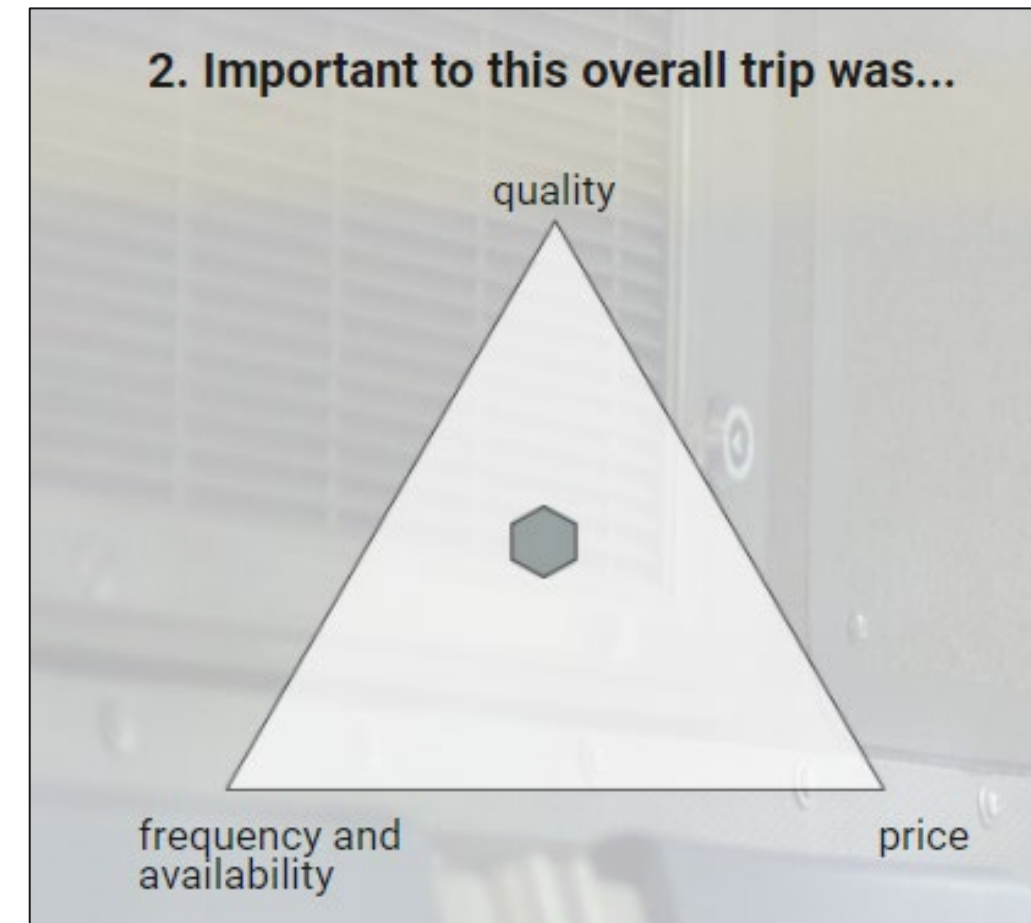 2. Important to this overall trip was...
quality
frequency and
availability
price